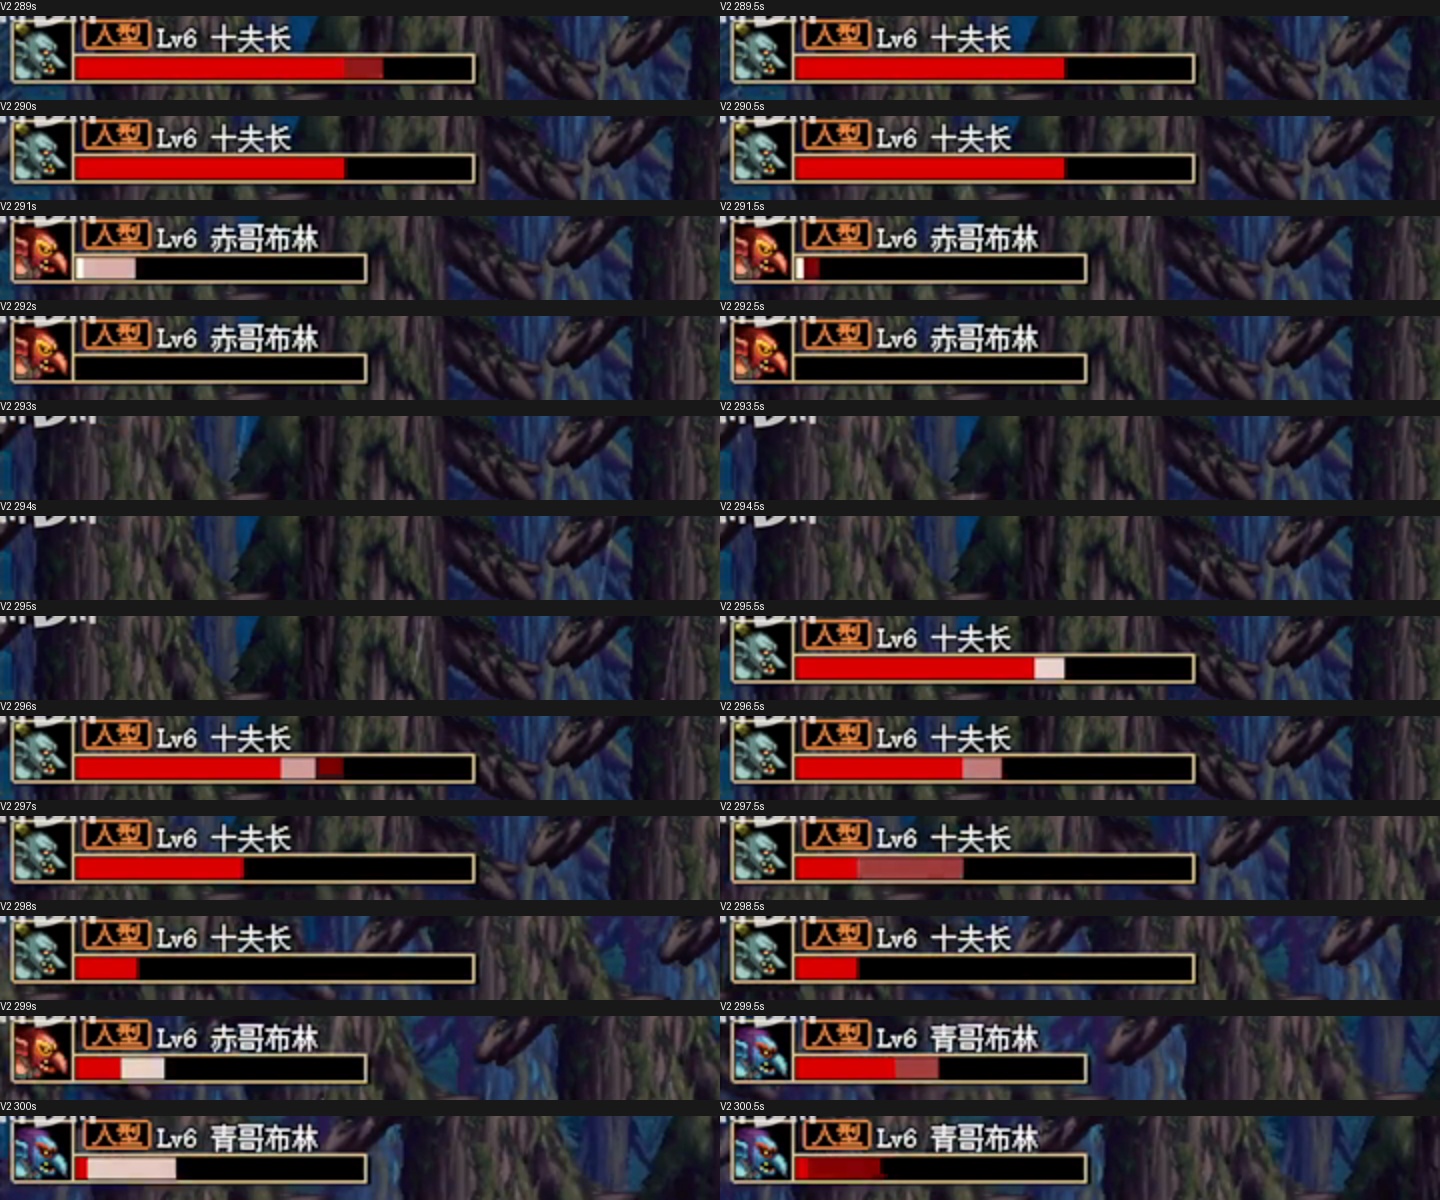 V2 289s
人型 Lv6 十夫长
V2 289.5s
人型 Lv6 十夫长
V2 290s
人型 Lv6 十夫长
V2 290.5s
人型 Lv6 十夫长
V2 291s
人型 Lv6 赤哥布林
V2 291.5s
人型 Lv6 赤哥布林
V2 292s
人型 Lv6 赤哥布林
V2 292.5s
人型 Lv6 赤哥布林
V2 293s
V2 293.5s
V2 294s
V2 294.5s
V2 295s
V2 295.5s
人型 Lv6 十夫长
V2 296s
人型 Lv6 十夫长
V2 296.5s
人型 Lv6 十夫长
V2 297s
人型 Lv6 十夫长
V2 297.5s
人型 Lv6 十夫长
V2 298s
人型 Lv6 十夫长
V2 298.5s
人型 Lv6 十夫长
V2 299s
人型 Lv6 赤哥布林
V2 299.5s
人型 Lv6 青哥布林
V2 300s
人型 Lv6 青哥布林
V2 300.5s
人型 Lv6 青哥布林